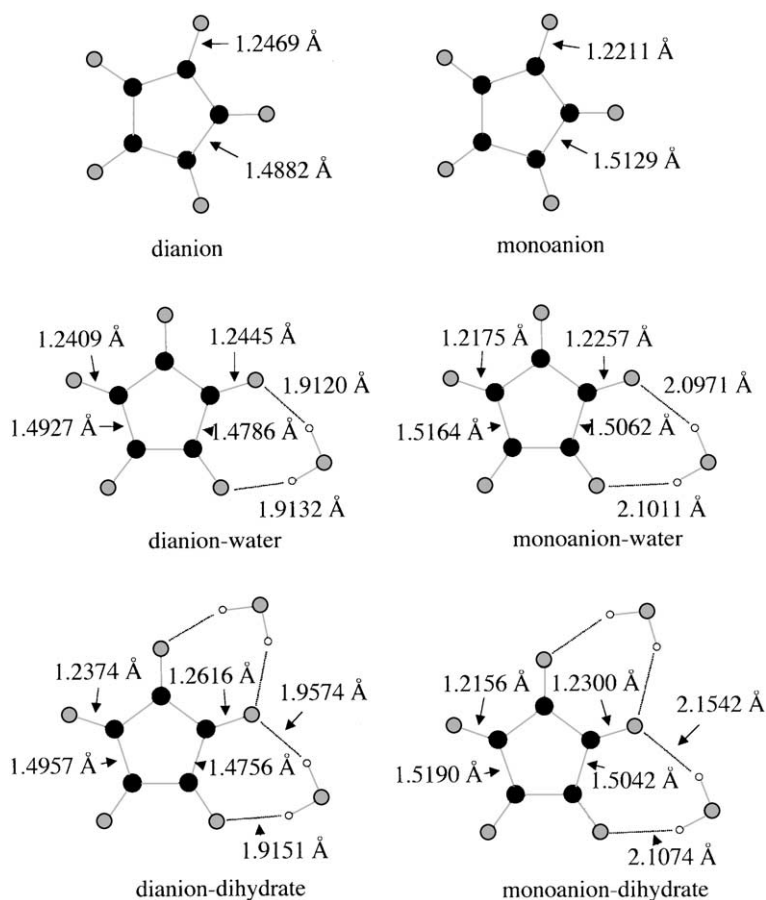 1.2469 Å
1.2211 Å
1.4882 Å
1.5129 Å
dianion
monoanion
1.2409 Å
1.2445 Å
1.9120 Å
1.4927 Å
1.4786 Å
1.9132 Å
dianion-water
1.2175 Å
1.2257 Å
2.0971 Å
1.5164 Å
1.5062 Å
2.1011 Å
monoanion-water
1.2374 Å
1.2616 Å
1.9574 Å
1.4957 Å
1.4756 Å
1.9151 Å
dianion-dihydrate
1.2156 Å
1.2300 Å
2.1542 Å
1.5190 Å
1.5042 Å
2.1074 Å
monoanion-dihydrate